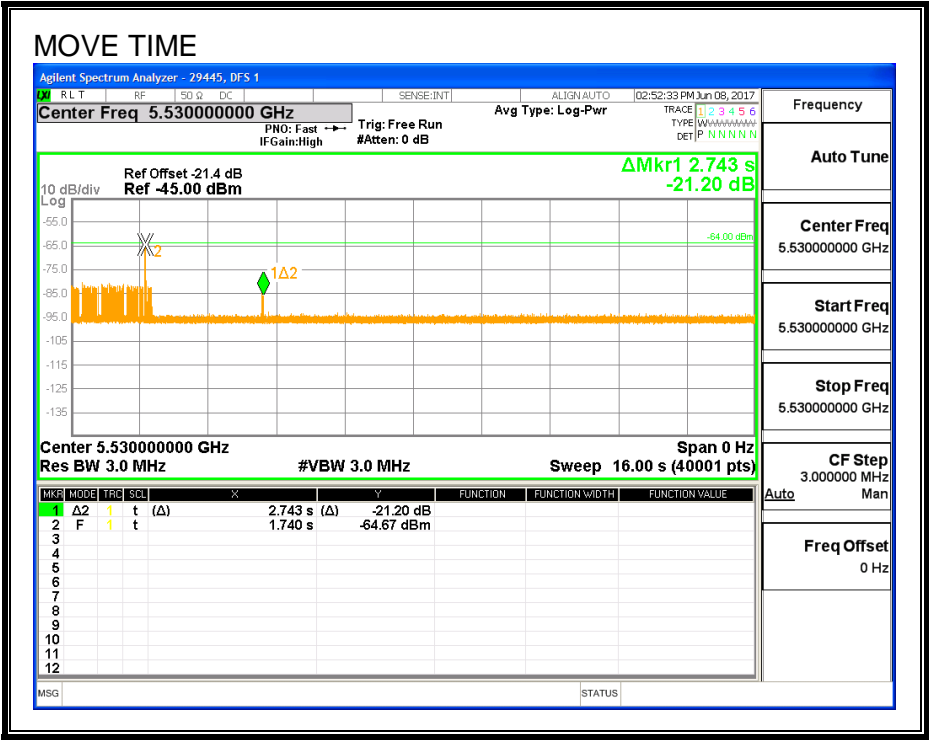 MOVE TIME
Agilent Spectrum Analyzer - 29445, DFS 1
LXI RLT RF 50 Ω DC SENSE:INT ALIGNAUTO 02:52:33 PM Jun 08, 2017
Center Freq 5.530000000 GHz
PNO: Fast
IFGain:High
Trig: Free Run
#Atten: 0 dB
Avg Type: Log-Pwr
TRACE 1 2 3 4 5 6
TYPE WWWWWW
DET P N N N N N
ΔMkr1 2.743 s
-21.20 dB
Ref Offset -21.4 dB
10 dB/div Ref -45.00 dBm
Log
-55.0
-65.0
-75.0
-85.0
-95.0
-105
-115
-125
-135
-64.00 dBm
2
1Δ2
Center 5.530000000 GHz Span 0 Hz
Res BW 3.0 MHz #VBW 3.0 MHz Sweep 16.00 s (40001 pts)
MKR MODE TRC SCL X Y FUNCTION FUNCTION WIDTH FUNCTION VALUE
1 Δ2 1 t (Δ) 2.743 s (Δ) -21.20 dB
2 F 1 t 1.740 s -64.67 dBm
3
4
5
6
7
8
9
10
11
12
MSG STATUS
Frequency
Auto Tune
Center Freq
5.530000000 GHz
Start Freq
5.530000000 GHz
Stop Freq
5.530000000 GHz
CF Step
3.000000 MHz
Auto Man
Freq Offset
0 Hz